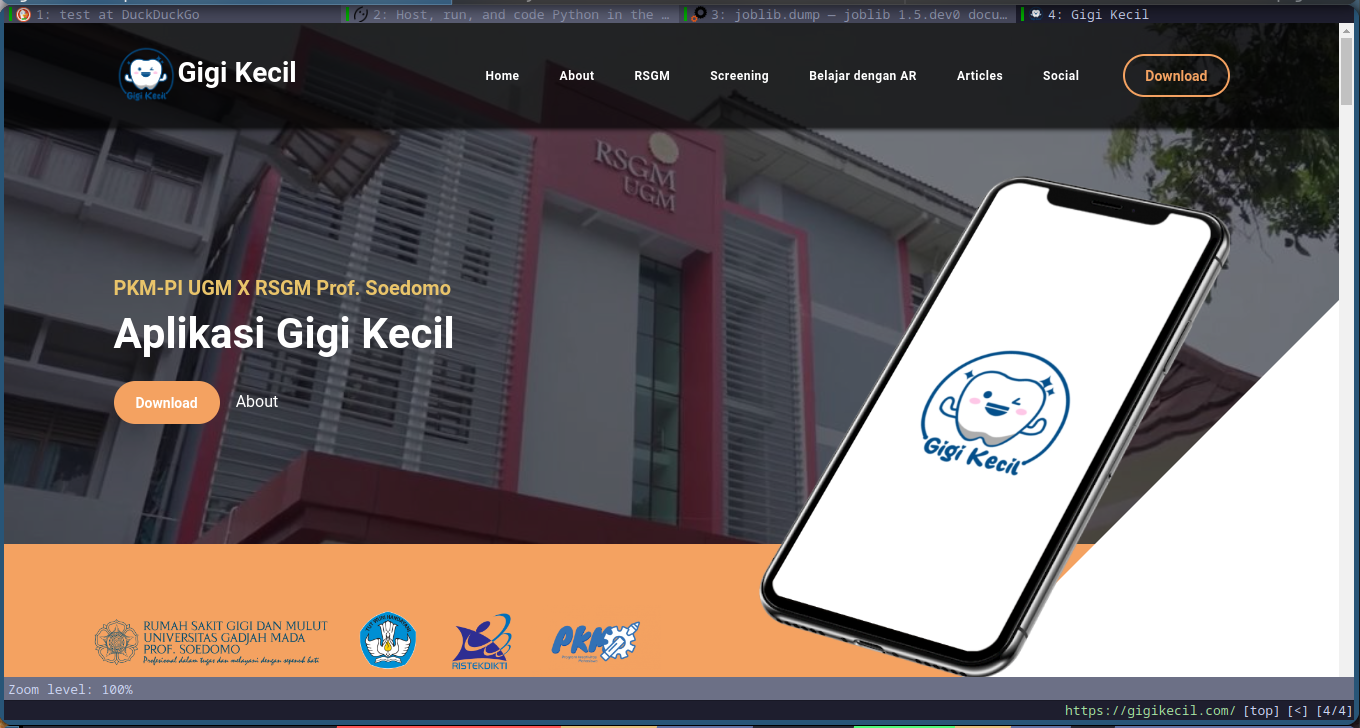 1: test at DuckDuckGo
2: Host, run, and code Python in the …
3: joblib.dump — joblib 1.5.dev0 docu…
4: Gigi Kecil
Gigi Kecil
Gigi Kecil
Home
About
RSGM
Screening
Belajar dengan AR
Articles
Social
Download
RSGM
UGM
PKM-PI UGM X RSGM Prof. Soedomo
Aplikasi Gigi Kecil
Download
About
Gigi Kecil
RUMAH SAKIT GIGI DAN MULUT
UNIVERSITAS GADJAH MADA
PROF. SOEDOMO
Profesional dalam tugas dan melayani dengan sepenuh hati
TUT WURI HANDAYANI
RISTEKDIKTI
PKM
Zoom level: 100%
https://gigikecil.com/ [top] [<] [4/4]